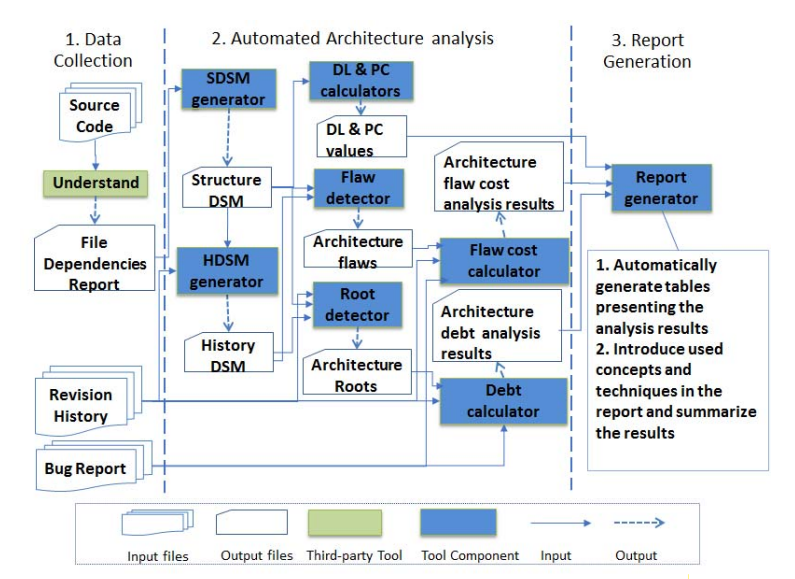 1. Data
Collection
2. Automated Architecture analysis
3. Report
Generation
Source
Code
Understand
File
Dependencies
Report
Revision
History
Bug Report
SDSM
generator
Structure
DSM
HDSM
generator
History
DSM
DL & PC
calculators
DL & PC
values
Flaw
detector
Architecture
flaws
Root
detector
Architecture
Roots
Architecture
flaw cost
analysis results
Flaw cost
calculator
Architecture
debt analysis
results
Debt
calculator
Report
generator
1. Automatically
generate tables
presenting the
analysis results
2. Introduce used
concepts and
techniques in the
report and summarize
the results
Input files
Output files
Third-party Tool
Tool Component
Input
Output